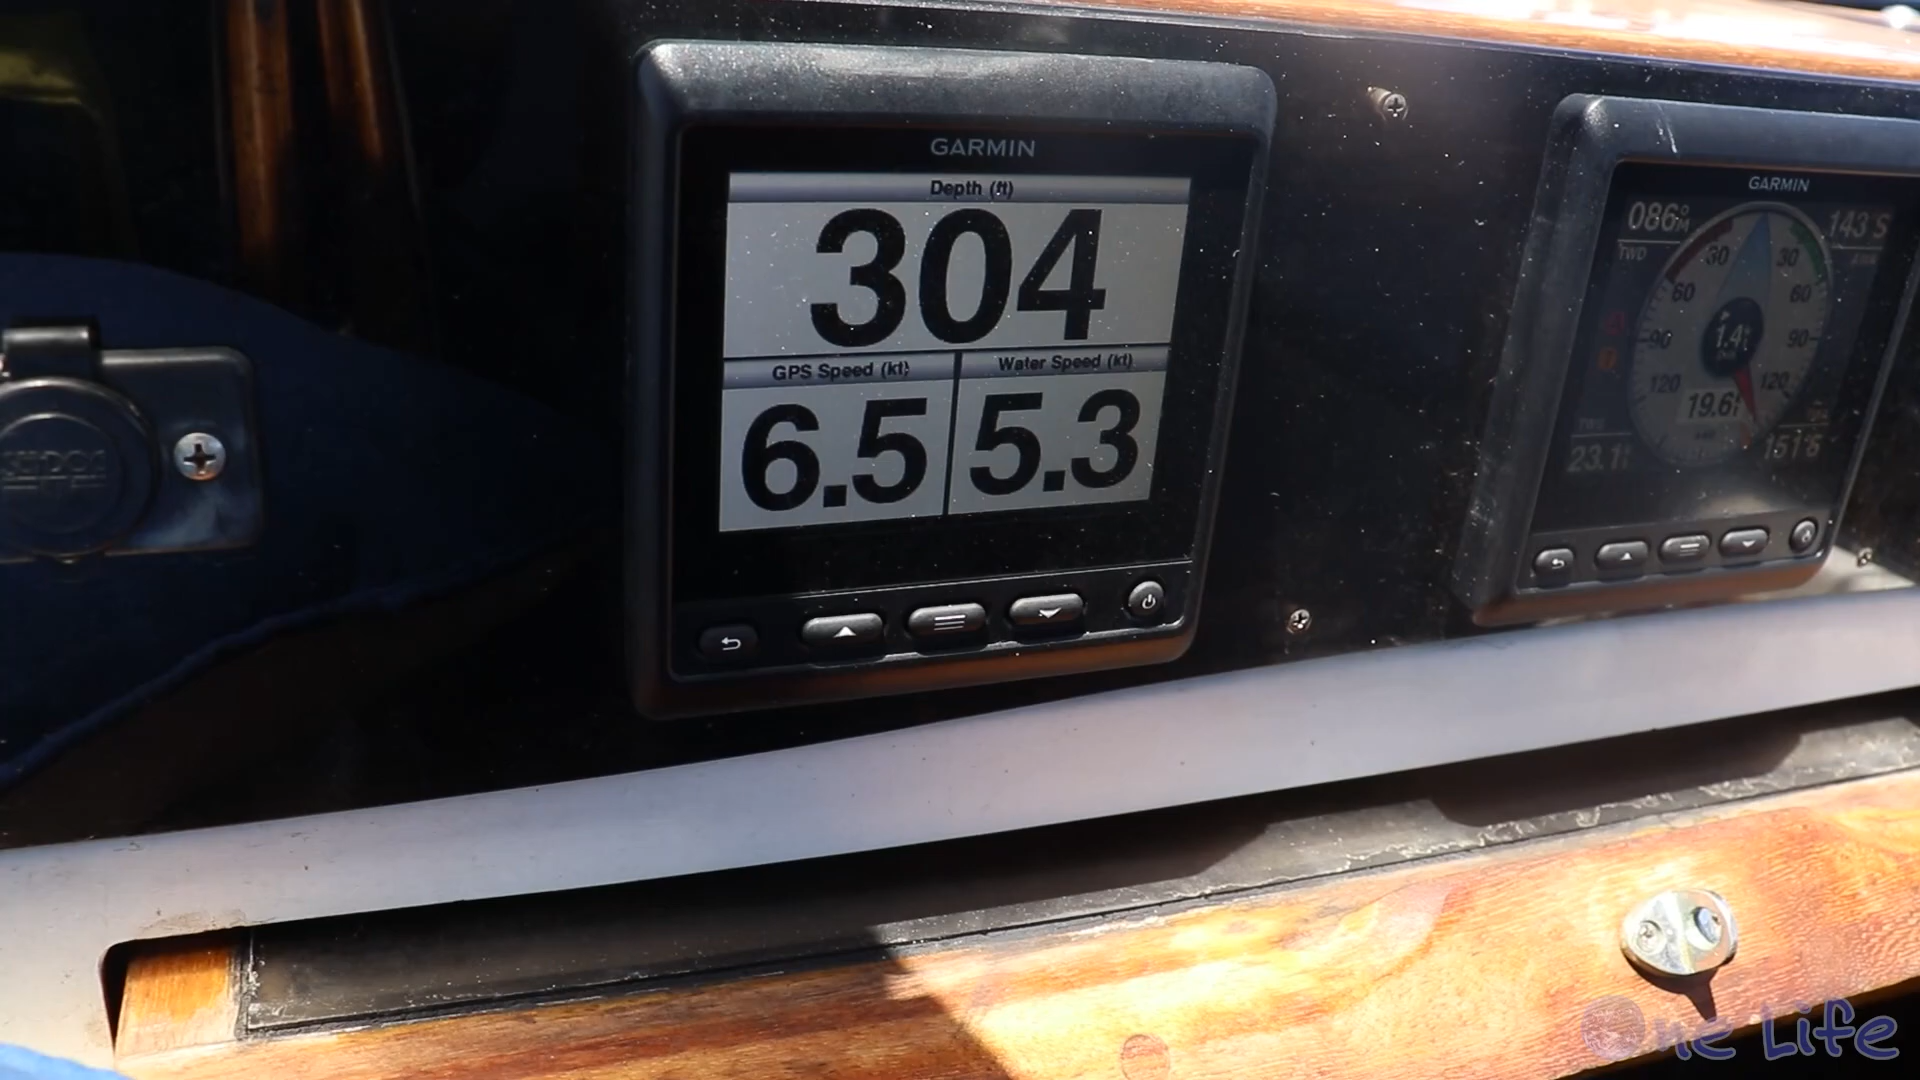 GARMIN
Depth (ft)
304
GPS Speed (kt)
Water Speed (kt)
6.5
5.3
GARMIN
086°M
TWD
143 S
30
30
60
60
90
90
120
120
1.4
19.6
23.1
151°S
One Life